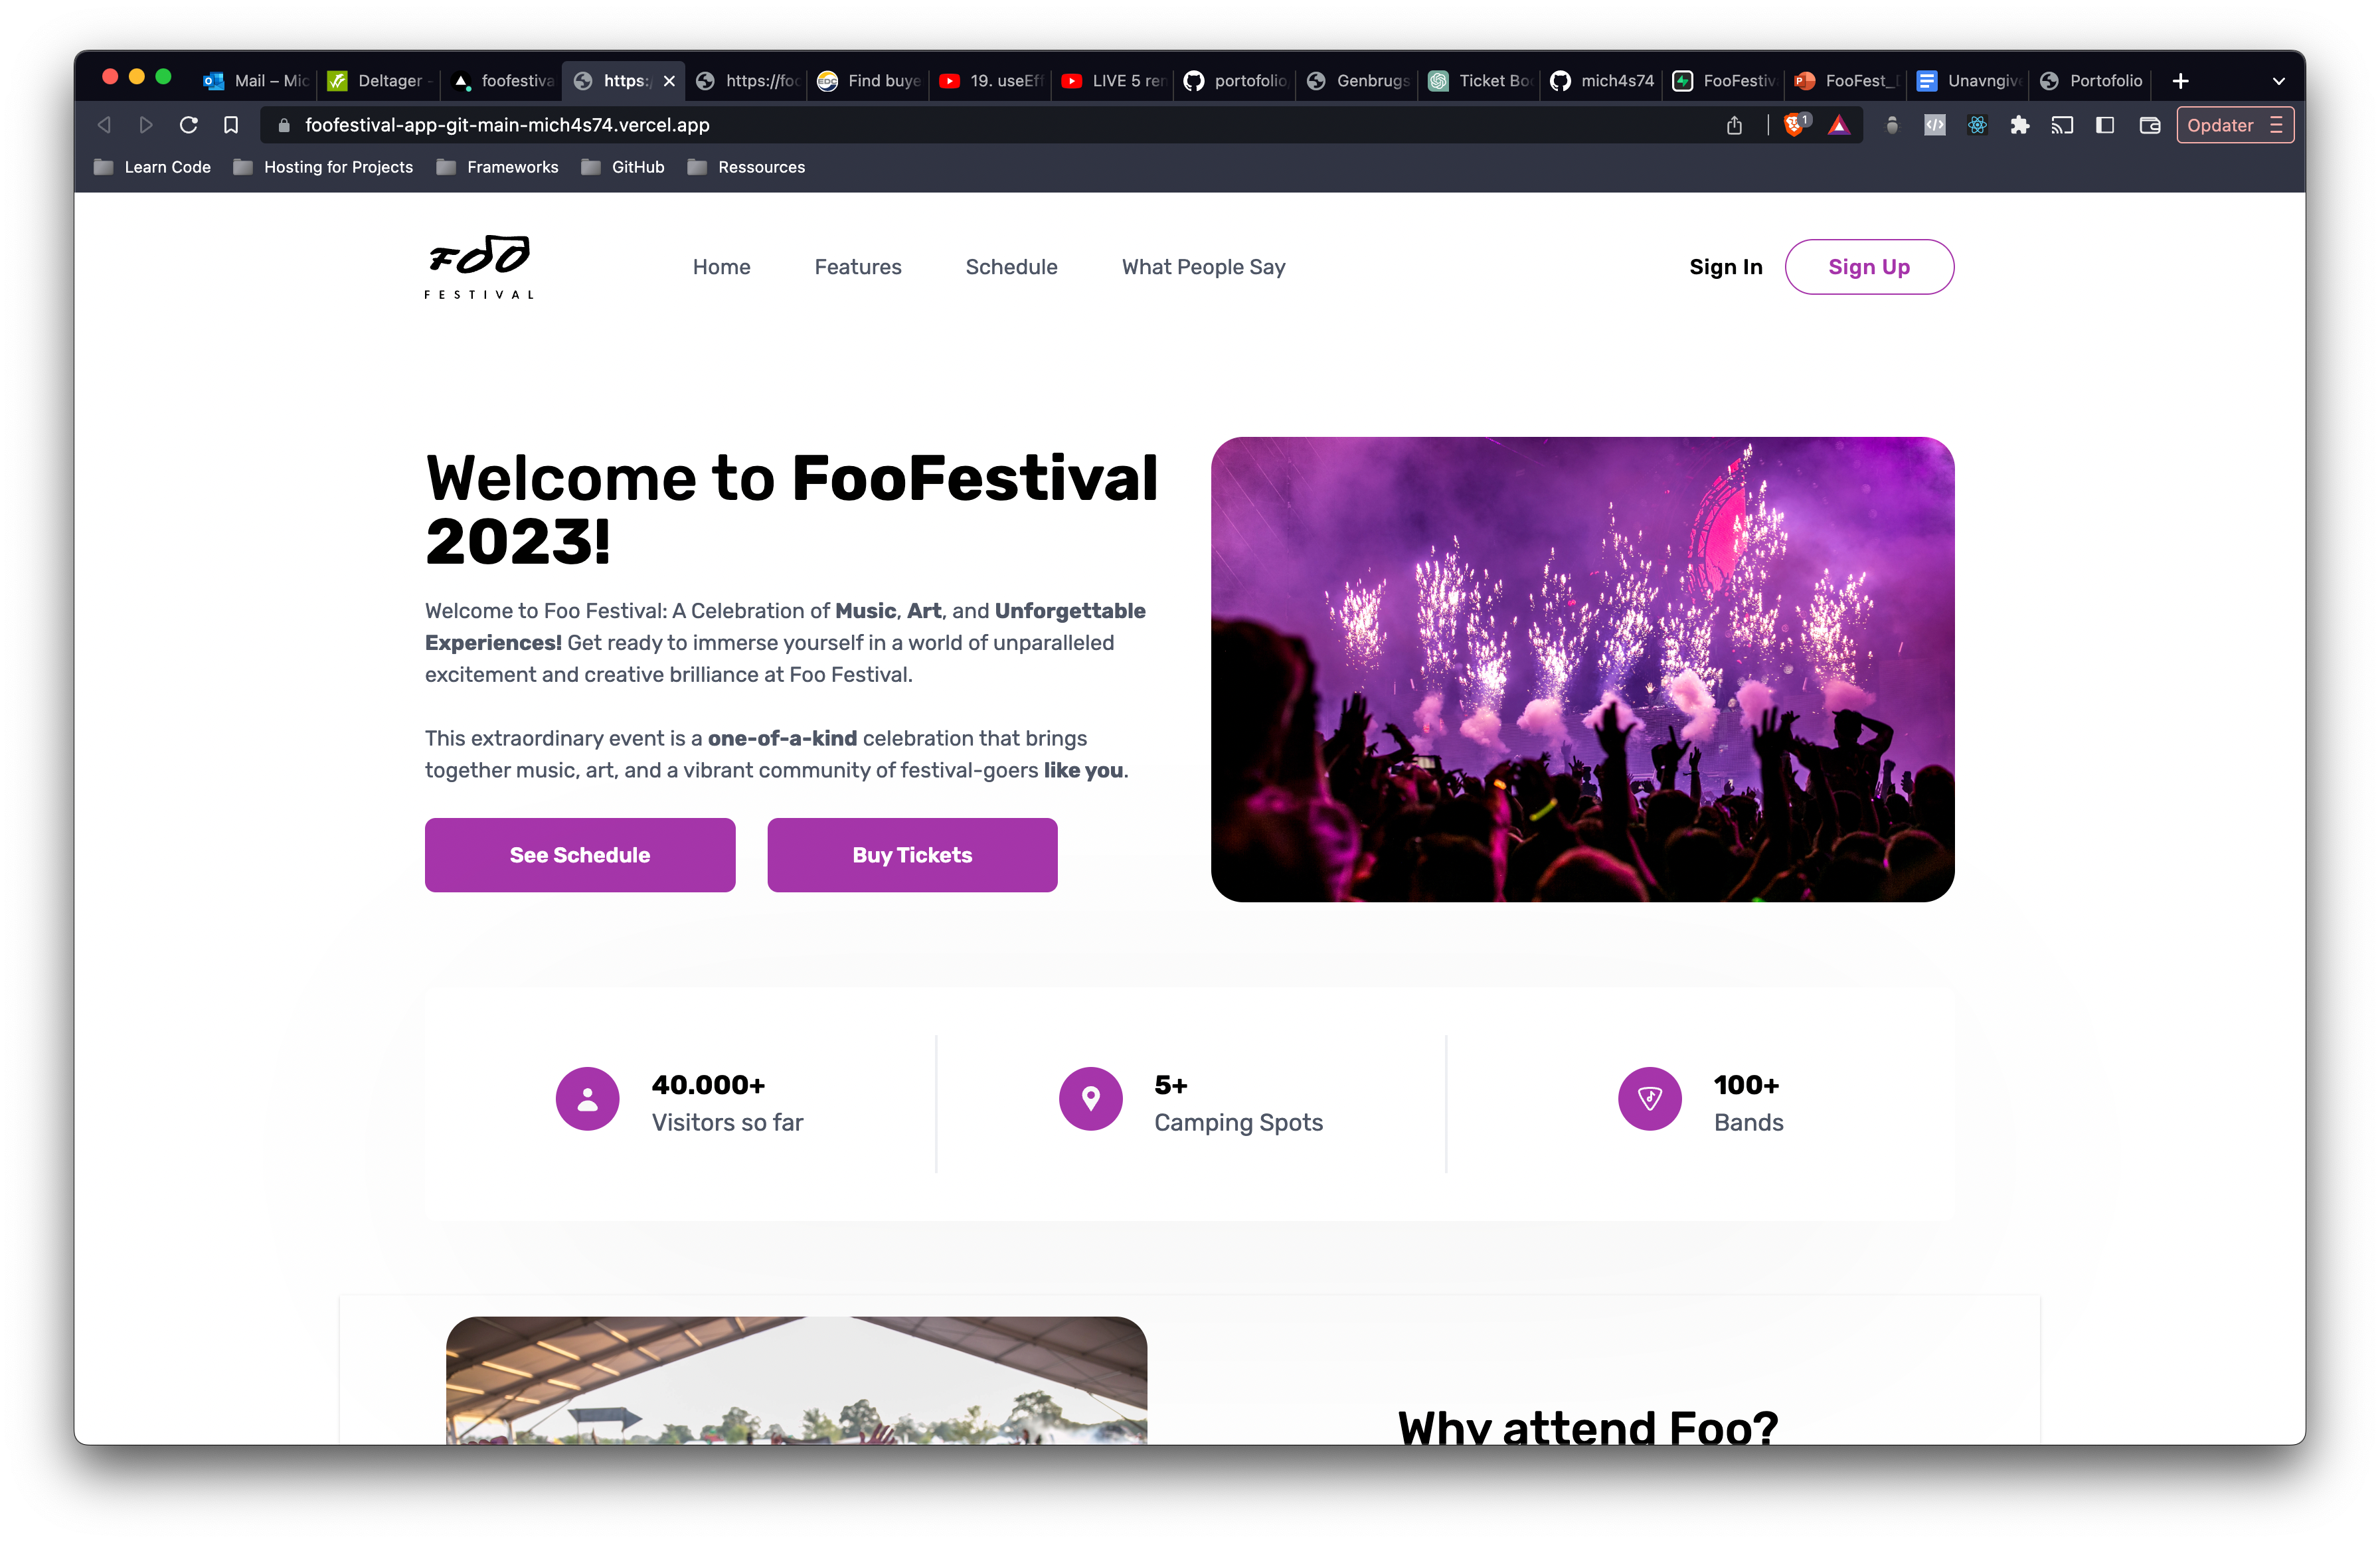 Mail – Mic
Deltager -
foofestiva
https:/
https://foo
Find buye
19. useEff
LIVE 5 ren
portofolio
Genbrugs
Ticket Boo
mich4s74
FooFestiv
FooFest_D
Unavngive
Portofolio
foofestival-app-git-main-mich4s74.vercel.app
1
Opdater
Learn Code
Hosting for Projects
Frameworks
GitHub
Ressources
FOO
FESTIVAL
Home
Features
Schedule
What People Say
Sign In
Sign Up
Welcome to FooFestival
2023!
Welcome to Foo Festival: A Celebration of Music, Art, and Unforgettable
Experiences! Get ready to immerse yourself in a world of unparalleled
excitement and creative brilliance at Foo Festival.
This extraordinary event is a one-of-a-kind celebration that brings
together music, art, and a vibrant community of festival-goers like you.
See Schedule
Buy Tickets
40.000+
Visitors so far
5+
Camping Spots
100+
Bands
Why attend Foo?